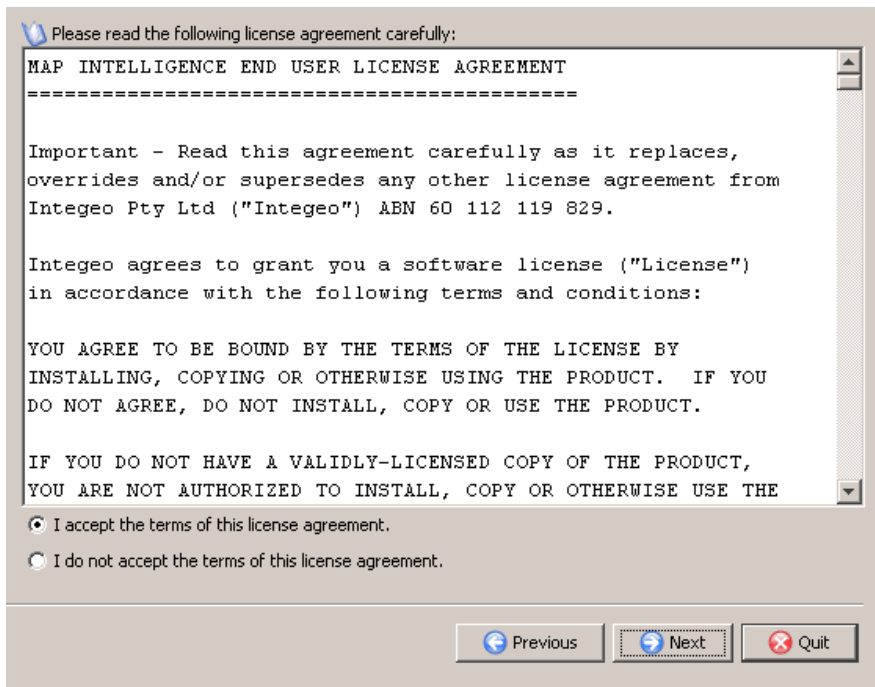 Please read the following license agreement carefully:
MAP INTELLIGENCE END USER LICENSE AGREEMENT
============================================
Important - Read this agreement carefully as it replaces,
overrides and/or supersedes any other license agreement from
Integeo Pty Ltd ("Integeo") ABN 60 112 119 829.
Integeo agrees to grant you a software license ("License")
in accordance with the following terms and conditions:
YOU AGREE TO BE BOUND BY THE TERMS OF THE LICENSE BY
INSTALLING, COPYING OR OTHERWISE USING THE PRODUCT.  IF YOU
DO NOT AGREE, DO NOT INSTALL, COPY OR USE THE PRODUCT.
IF YOU DO NOT HAVE A VALIDLY-LICENSED COPY OF THE PRODUCT,
YOU ARE NOT AUTHORIZED TO INSTALL, COPY OR OTHERWISE USE THE
I accept the terms of this license agreement.
I do not accept the terms of this license agreement.
Previous Next Quit